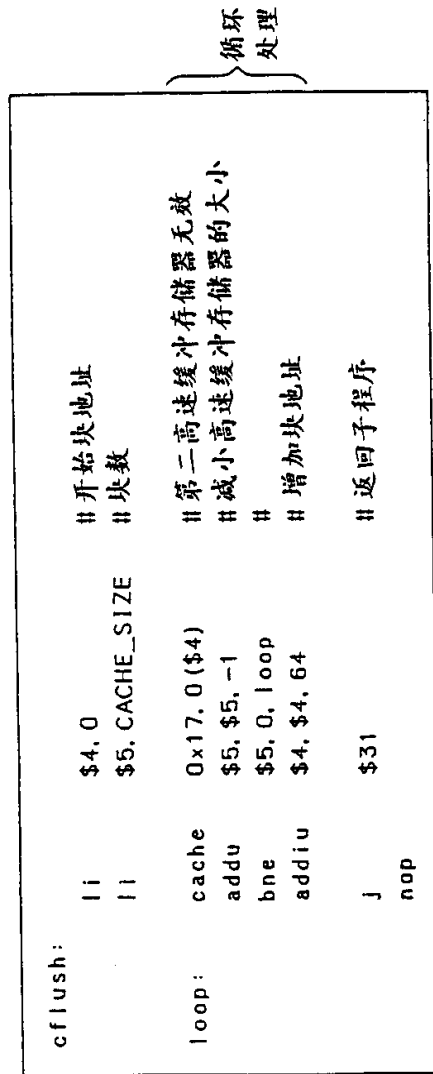 cflush:
li $4, 0 #开始块地址
li $5, CACHE_SIZE #块数
loop: cache 0x17, 0($4) #第二高速缓冲存储器无效
addu $5, $5, -1 #减小高速缓冲存储器的大小
bne $5, 0, loop #
addiu $4, $4, 64 #增加块地址
j $31 #返回子程序
nop
循环
处理